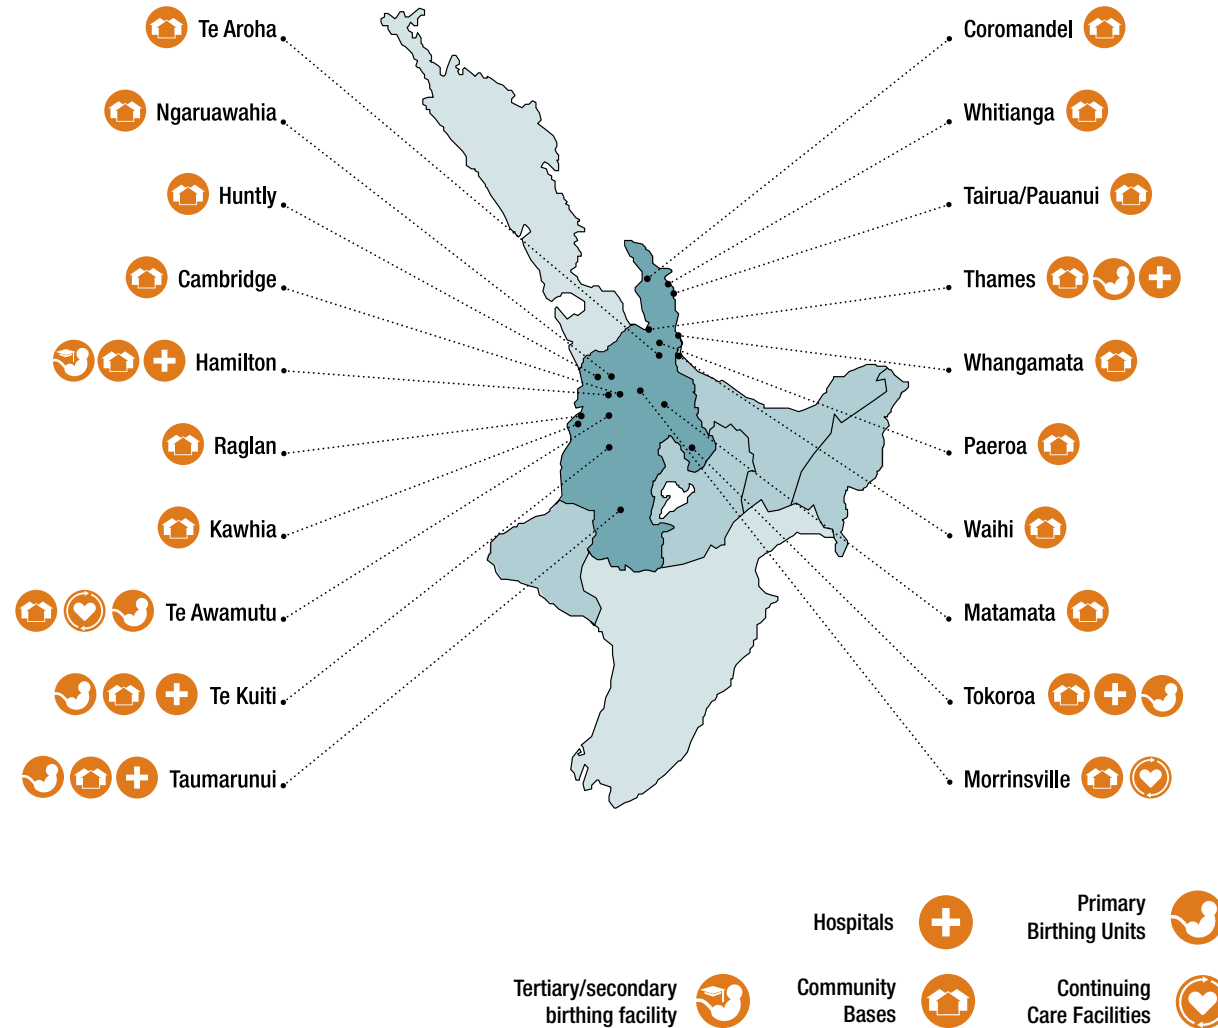 Te Aroha
Ngaruawahia
Huntly
Cambridge
Hamilton
Raglan
Kawhia
Te Awamutu
Te Kuiti
Taumarunui
Coromandel
Whitianga
Tairua/Pauanui
Thames
Whangamata
Paeroa
Waihi
Matamata
Tokoroa
Morrinsville
Hospitals
Primary
Birthing Units
Tertiary/secondary
birthing facility
Community
Bases
Continuing
Care Facilities